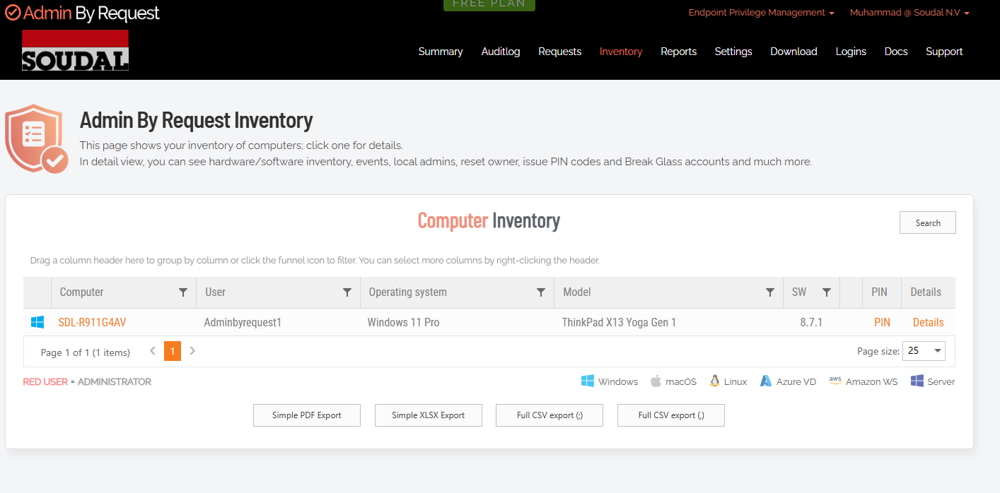 FREE PLAN
Admin By Request
Endpoint Privilege Management
Muhammad @ Soudal N.V
SOUDAL
Summary Auditlog Requests Inventory Reports Settings Download Logins Docs Support
Admin By Request Inventory
This page shows your inventory of computers; click one for details.
In detail view, you can see hardware/software inventory, events, local admins, reset owner, issue PIN codes and Break Glass accounts and much more.
Computer Inventory
Search
Drag a column header here to group by column or click the funnel icon to filter. You can select more columns by right-clicking the header.
Computer User Operating system Model SW PIN Details
SDL-R911G4AV Adminbyrequest1 Windows 11 Pro ThinkPad X13 Yoga Gen 1 8.7.1 PIN Details
Page 1 of 1 (1 items) 1 Page size: 25
RED USER = ADMINISTRATOR
Windows macOS Linux Azure VD aws Amazon WS Server
Simple PDF Export Simple XLSX Export Full CSV export (;) Full CSV export (,)